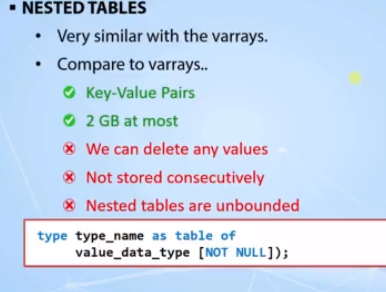 NESTED TABLES
Very similar with the varrays.
Compare to varrays..
Key-Value Pairs
2 GB at most
We can delete any values
Not stored consecutively
Nested tables are unbounded
type type_name as table of
value_data_type [NOT NULL]);